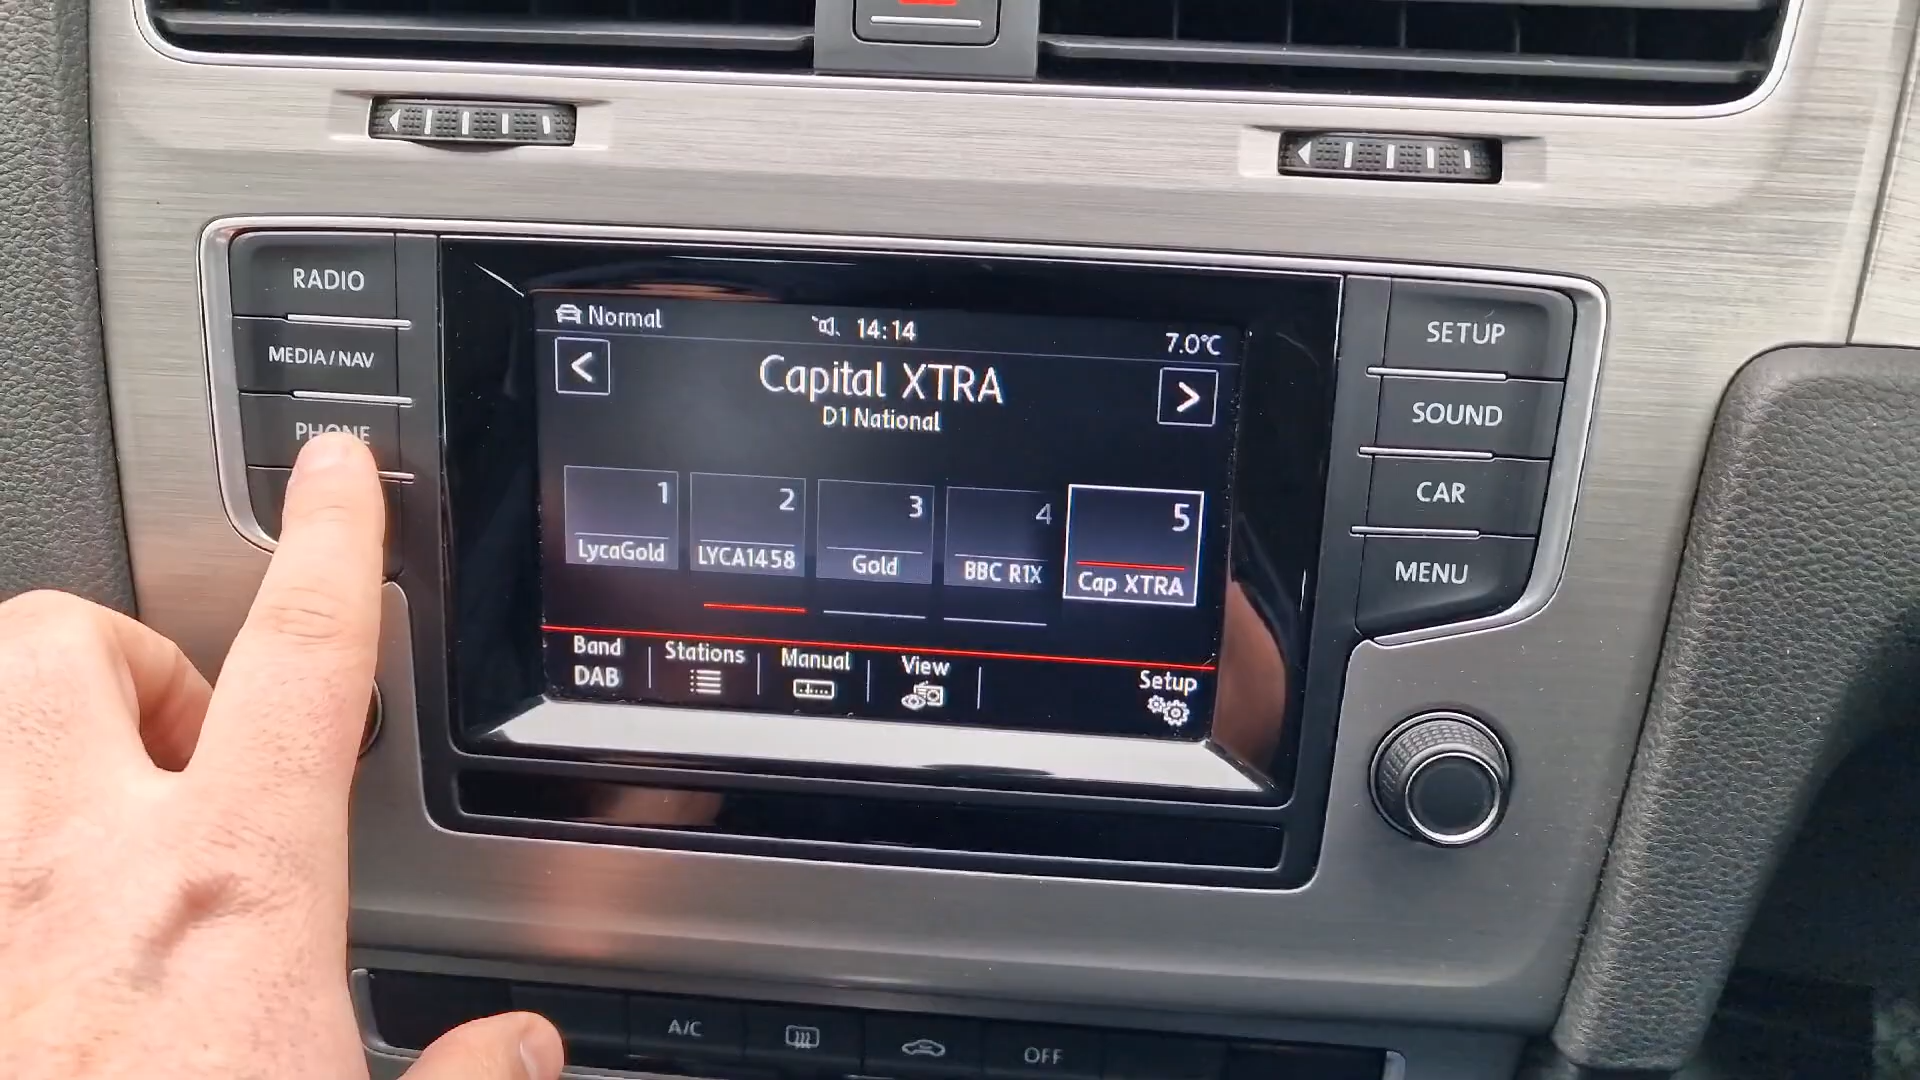 RADIO
MEDIA/NAV
PHONE
Normal
14:14
7.0°C
<
Capital XTRA
>
D1 National
1
LycaGold
2
LYCA1458
3
Gold
4
BBC R1X
5
Cap XTRA
Band
DAB
Stations
Manual
View
Setup
SETUP
SOUND
CAR
MENU
A/C
OFF